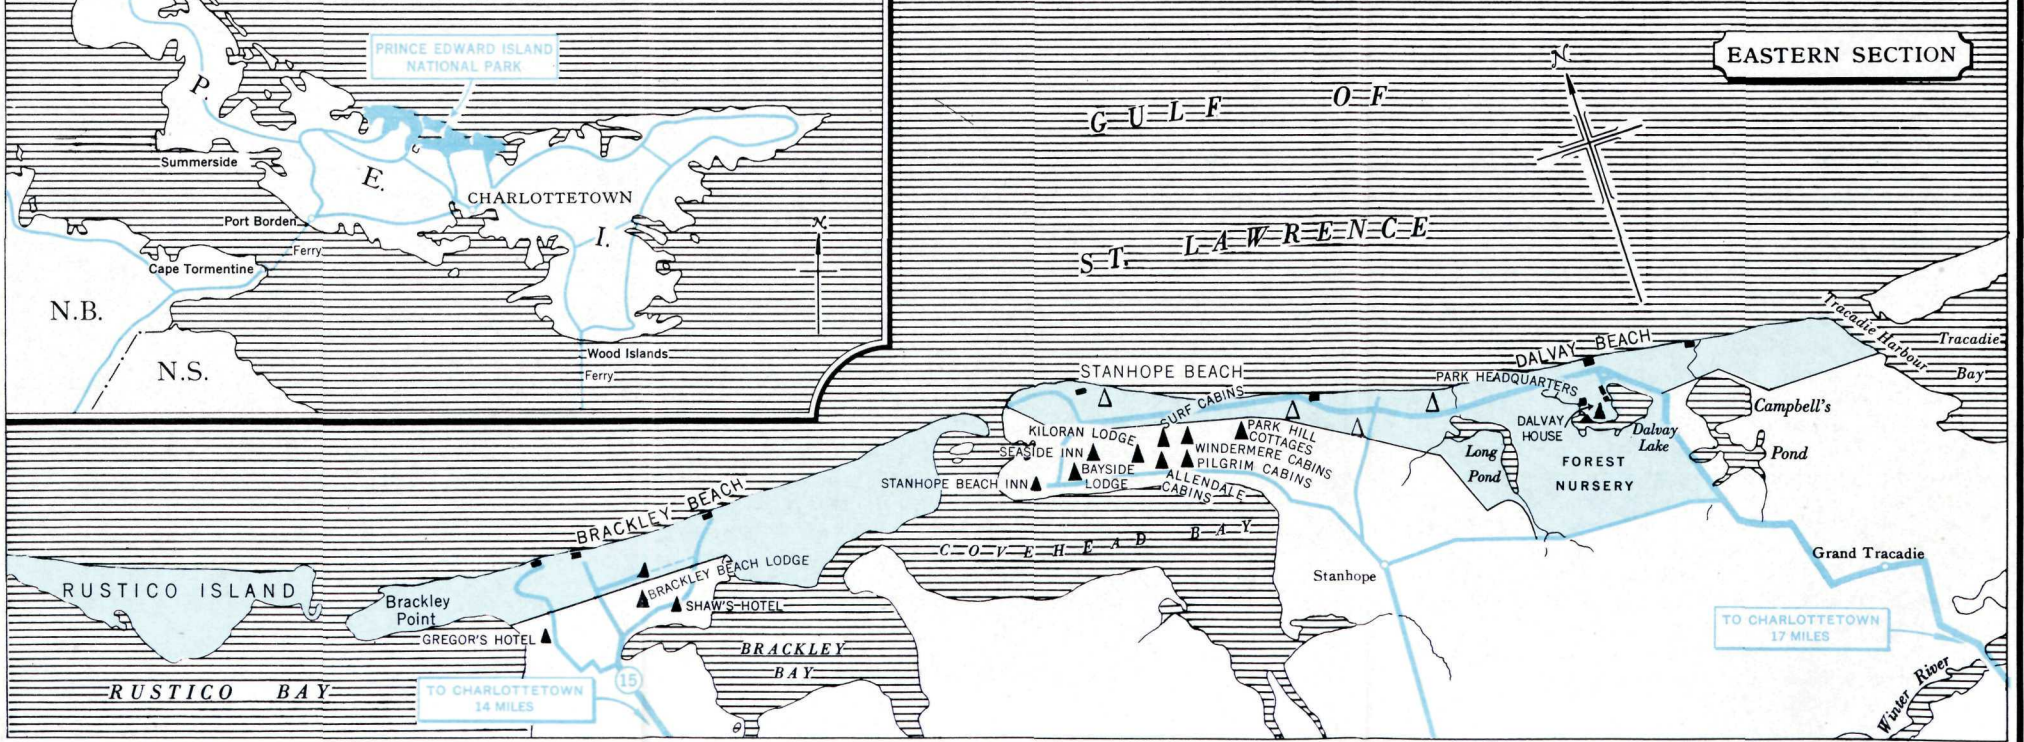 PRINCE EDWARD ISLAND
NATIONAL PARK
P.
E.
I.
Summerside
CHARLOTTETOWN
Port Borden
Ferry
Cape Tormentine
N.B.
N.S.
Wood Islands
Ferry
N
EASTERN SECTION
N
GULF OF
ST. LAWRENCE
Tracadie Harbour
Tracadie
Bay
DALVAY BEACH
PARK HEADQUARTERS
DALVAY
HOUSE
Dalvay
Lake
Campbell's
Pond
FOREST
NURSERY
Long
Pond
STANHOPE BEACH
SURF CABINS
KILORAN LODGE
PARK HILL
COTTAGES
SEASIDE INN
WINDERMERE CABINS
BAYSIDE
LODGE
PILGRIM CABINS
STANHOPE BEACH INN
ALLENDALE
CABINS
BRACKLEY BEACH
COVEHEAD BAY
BRACKLEY BEACH LODGE
SHAW'S HOTEL
RUSTICO ISLAND
Brackley
Point
GREGOR'S HOTEL
BRACKLEY
BAY
RUSTICO BAY
15
TO CHARLOTTETOWN
14 MILES
Stanhope
Grand Tracadie
TO CHARLOTTETOWN
17 MILES
Winter River